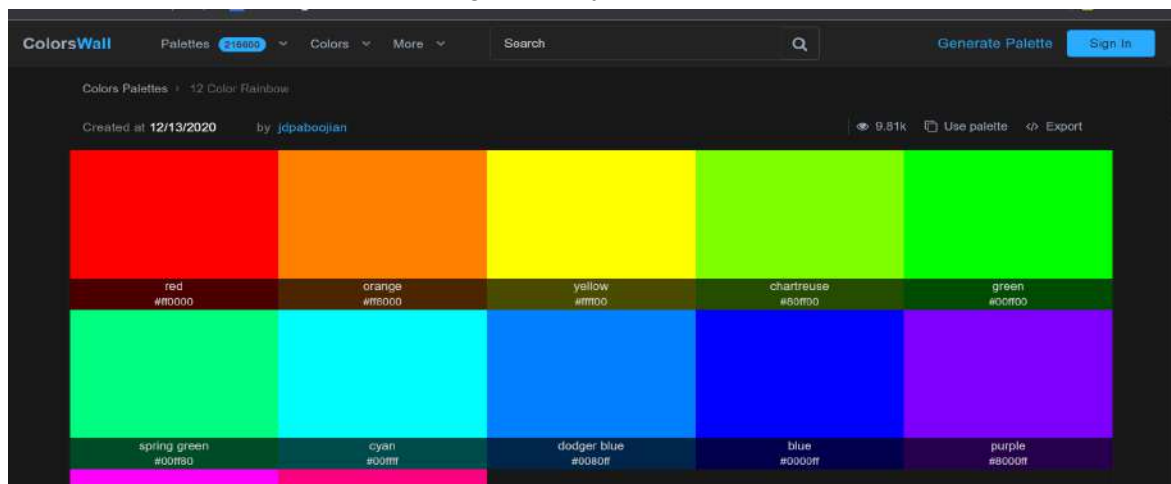 ColorsWall Palettes 216600 Colors More Search Generate Palette Sign In
Colors Palettes 12 Color Rainbow
Created at 12/13/2020 by jdpaboojian 9.81k Use palette </> Export
red orange yellow chartreuse green
#ff0000 #ff8000 #ffff00 #80ff00 #00ff00
spring green cyan dodger blue blue purple
#00ff80 #00ffff #0080ff #0000ff #8000ff